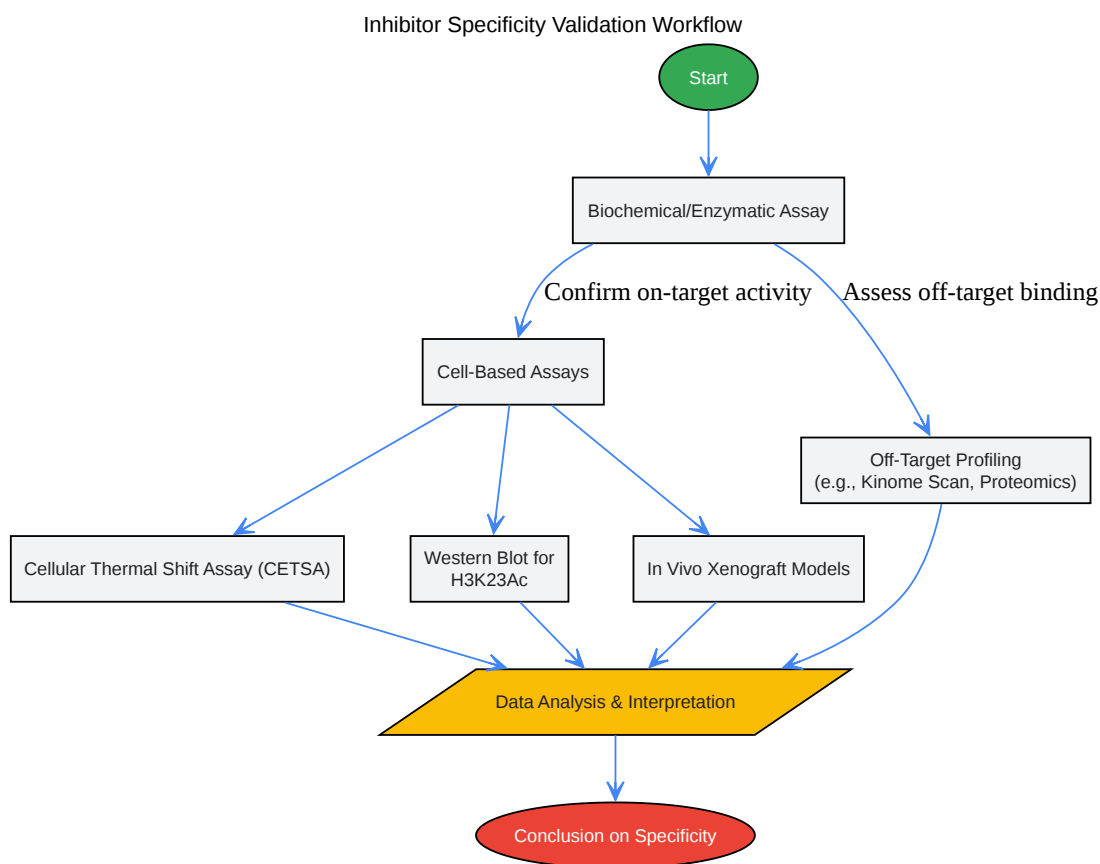 Inhibitor Specificity Validation Workflow
Start
Biochemical/Enzymatic Assay
Confirm on-target activity
Assess off-target binding
Cell-Based Assays
Off-Target Profiling
(e.g., Kinome Scan, Proteomics)
Cellular Thermal Shift Assay (CETSA)
Western Blot for
H3K23Ac
In Vivo Xenograft Models
Data Analysis & Interpretation
Conclusion on Specificity